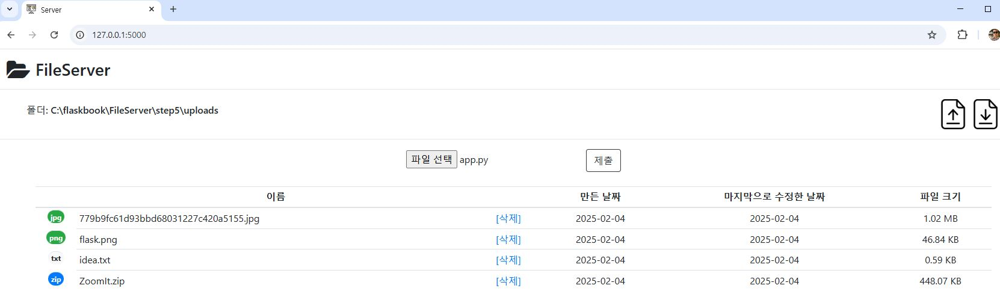 Server
127.0.0.1:5000
FileServer
폴더: C:\flaskbook\FileServer\step5\uploads
파일 선택 app.py 제출
이름 만든 날짜 마지막으로 수정한 날짜 파일 크기
jpg 779b9fc61d93bbd68031227c420a5155.jpg [삭제] 2025-02-04 2025-02-04 1.02 MB
png flask.png [삭제] 2025-02-04 2025-02-04 46.84 KB
txt idea.txt [삭제] 2025-02-04 2025-02-04 0.59 KB
zip ZoomIt.zip [삭제] 2025-02-04 2025-02-04 448.07 KB